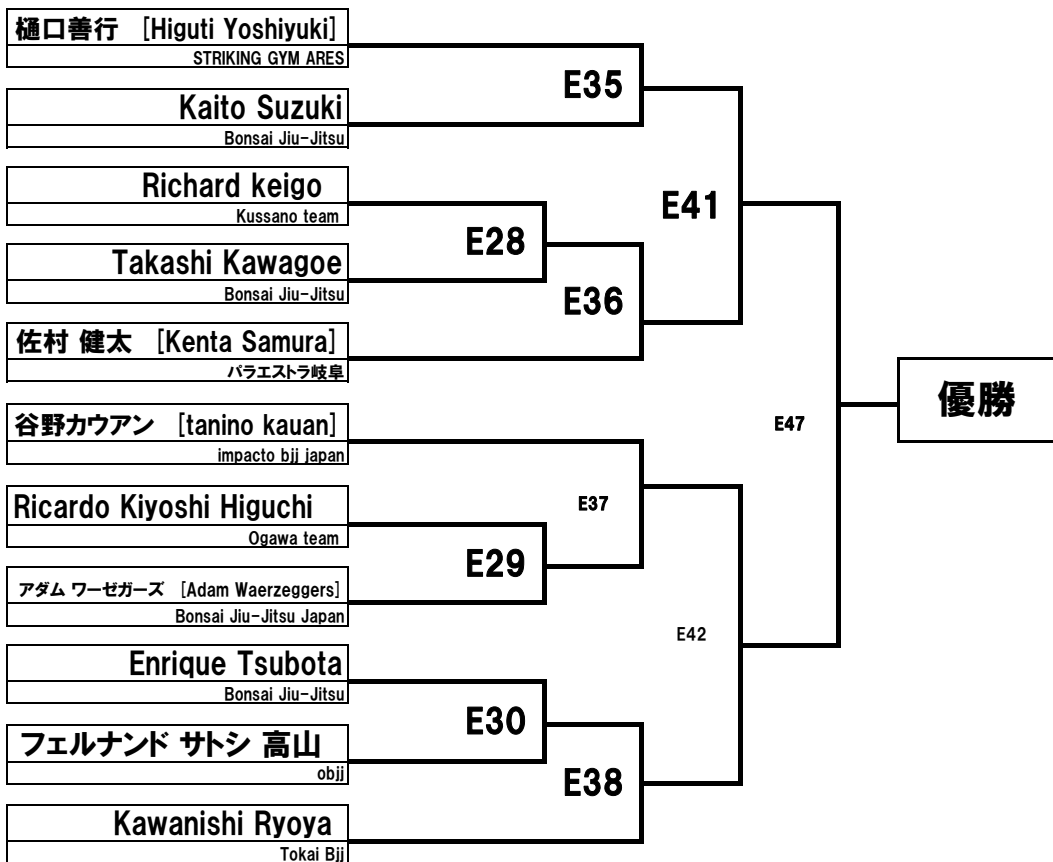 樋口善行 [Higuti Yoshiyuki]
STRIKING GYM ARES
E35
Kaito Suzuki
Bonsai Jiu-Jitsu
Richard keigo
Kussano team
E41
E28
Takashi Kawagoe
Bonsai Jiu-Jitsu
E36
佐村 健太 [Kenta Samura]
パラエストラ岐阜
優勝
谷野カウアン [tanino kauan]
impacto bjj japan
E47
Ricardo Kiyoshi Higuchi
Ogawa team
E37
E29
アダム ワーゼガーズ [Adam Waerzeggers]
Bonsai Jiu-Jitsu Japan
E42
Enrique Tsubota
Bonsai Jiu-Jitsu
E30
フェルナンド サトシ 高山
objj
E38
Kawanishi Ryoya
Tokai Bjj